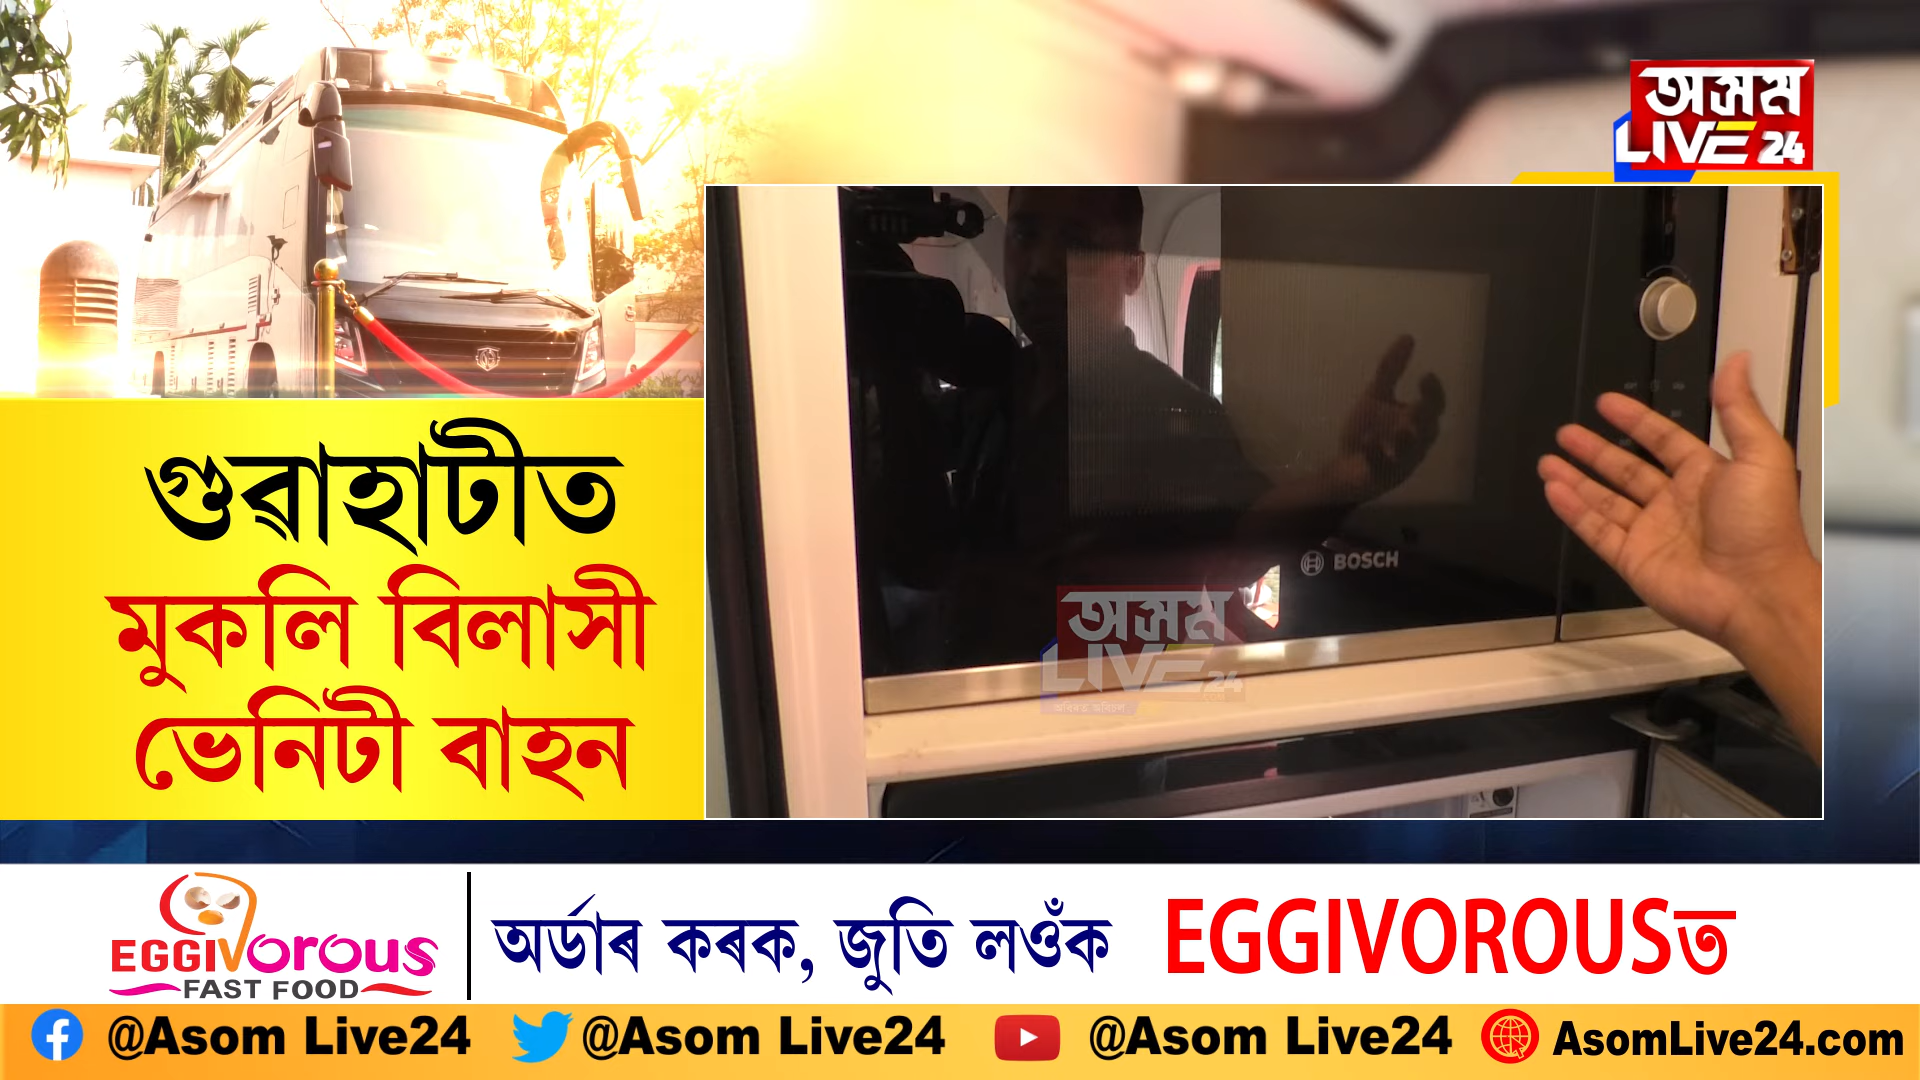 অসম
LIVE 24
গুৱাহাটীত
মুকলি বিলাসী
ভেনিটী বাহন
BOSCH
অসম
LIVE 24
EGGIVOROUS
FAST FOOD
অৰ্ডাৰ কৰক, জুতি লওঁক EGGIVOROUSত
@Asom Live24 @Asom Live24 @Asom Live24 AsomLive24.com